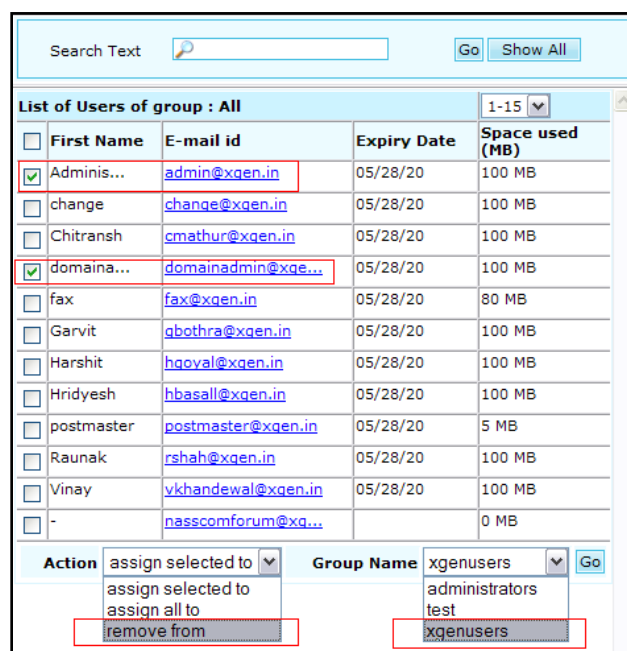 Search Text Go Show All
List of Users of group : All 1-15
First Name E-mail id Expiry Date Space used (MB)
Adminis... admin@xgen.in 05/28/20 100 MB
change change@xgen.in 05/28/20 100 MB
Chitransh cmathur@xgen.in 05/28/20 100 MB
domaina... domainadmin@xge... 05/28/20 100 MB
fax fax@xgen.in 05/28/20 80 MB
Garvit gbothra@xgen.in 05/28/20 100 MB
Harshit hgoyal@xgen.in 05/28/20 100 MB
Hridyesh hbasall@xgen.in 05/28/20 100 MB
postmaster postmaster@xgen.in 05/28/20 5 MB
Raunak rshah@xgen.in 05/28/20 100 MB
Vinay vkhandewal@xgen.in 05/28/20 100 MB
- nasscomforum@xg... 0 MB
Action assign selected to Group Name xgenusers Go
assign selected to administrators
assign all to test
remove from xgenusers